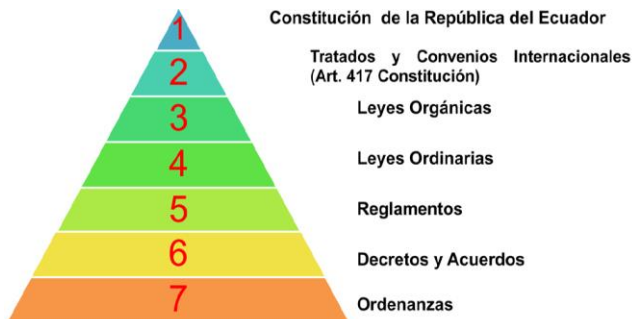 1 Constitución de la República del Ecuador
2 Tratados y Convenios Internacionales
(Art. 417 Constitución)
3 Leyes Orgánicas
4 Leyes Ordinarias
5 Reglamentos
6 Decretos y Acuerdos
7 Ordenanzas